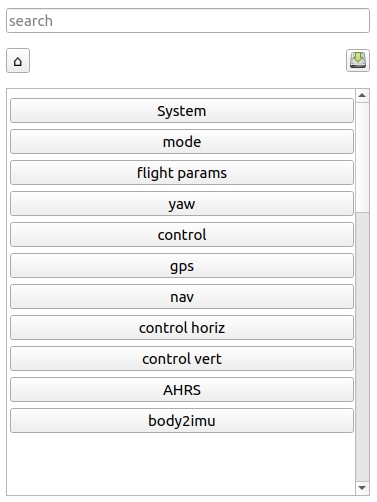 search
System
mode
flight params
yaw
control
gps
nav
control horiz
control vert
AHRS
body2imu